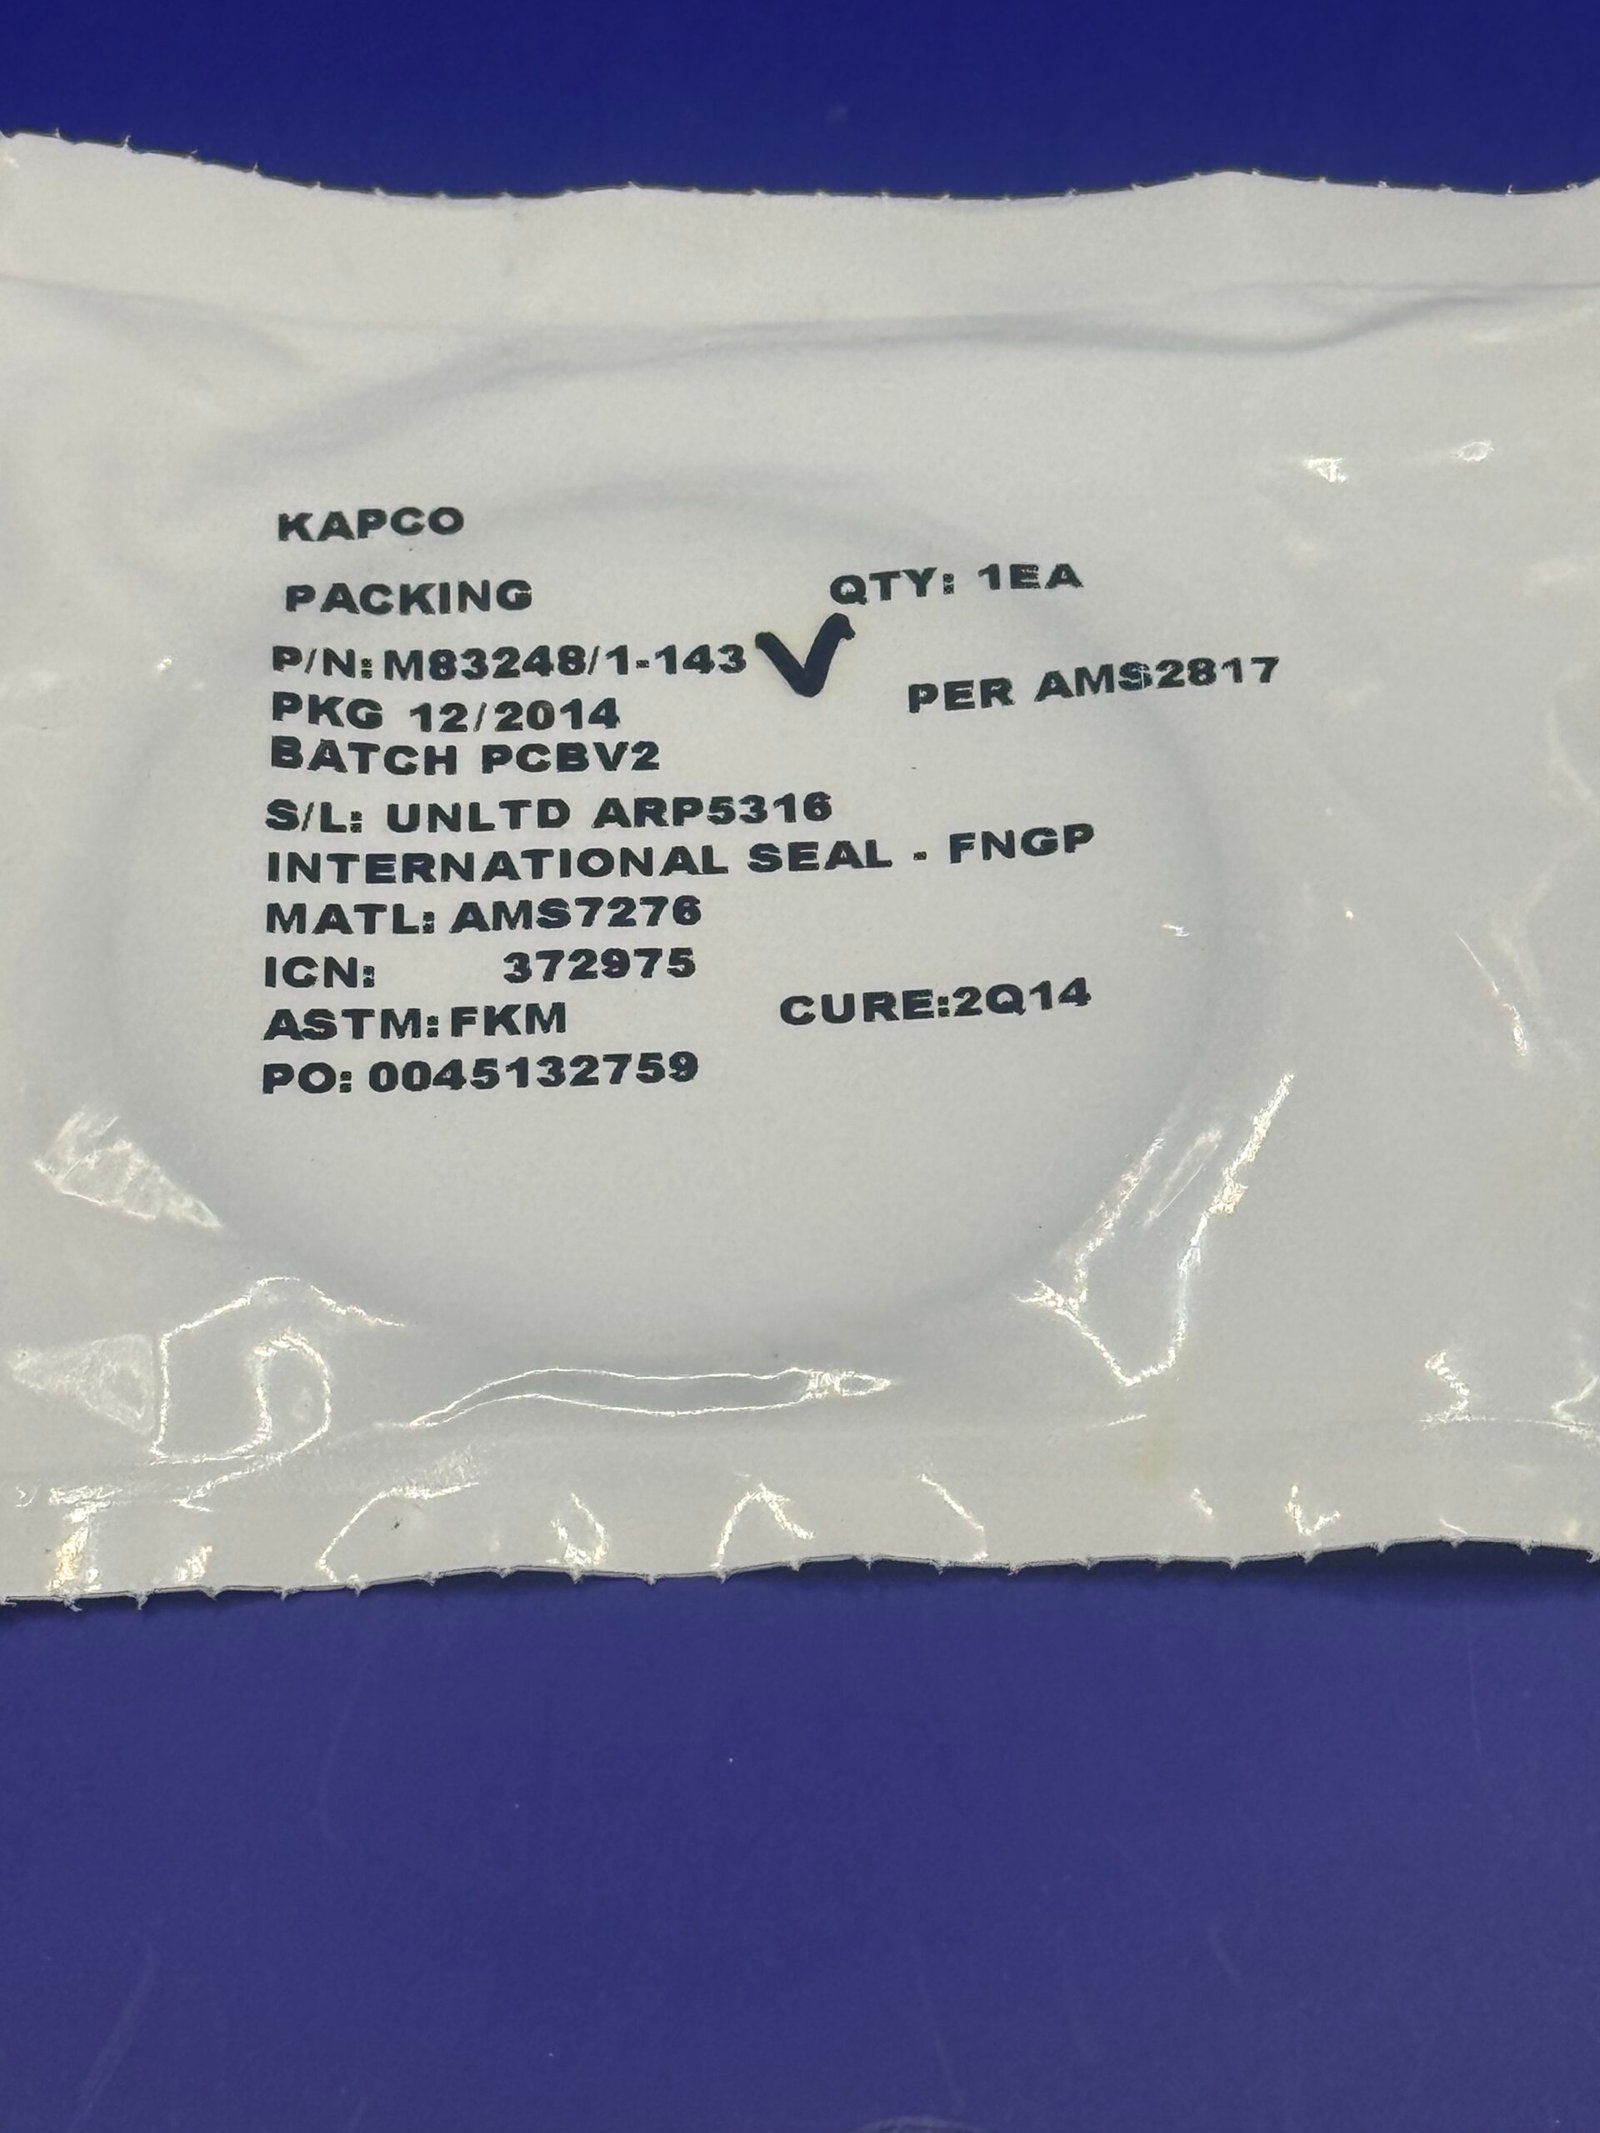 KAPCO
PACKING QTY: 1EA
P/N: M83248/1-143 PER AMS2817
PKG 12/2014
BATCH PCBV2
S/L: UNLTD ARP5316
INTERNATIONAL SEAL - FNGP
MATL: AMS7276
ICN: 372975
ASTM: FKM CURE:2Q14
PO: 0045132759